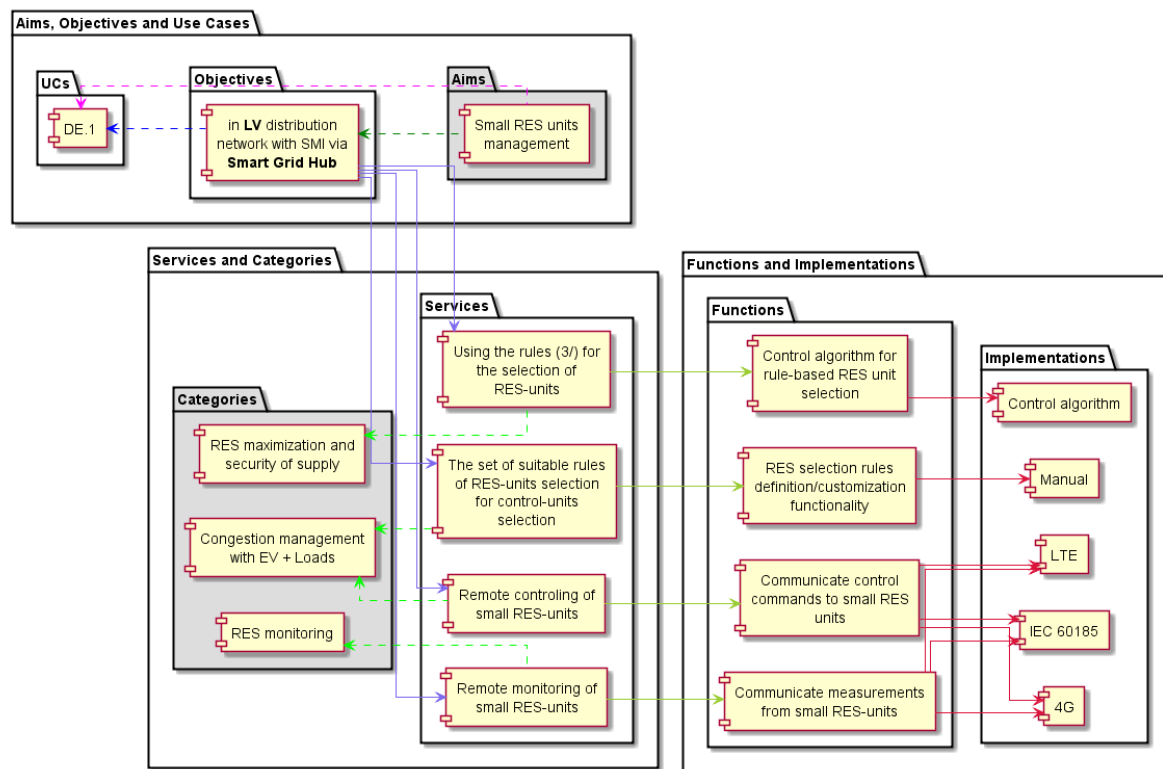 Aims, Objectives and Use Cases
UCs
DE.1
Objectives
in LV distribution
network with SMI via
Smart Grid Hub
Aims
Small RES units
management
Services and Categories
Categories
RES maximization and
security of supply
Congestion management
with EV + Loads
RES monitoring
Services
Using the rules (3/) for
the selection of
RES-units
The set of suitable rules
of RES-units selection
for control-units
selection
Remote controling of
small RES-units
Remote monitoring of
small RES-units
Functions and Implementations
Functions
Control algorithm for
rule-based RES unit
selection
RES selection rules
definition/customization
functionality
Communicate control
commands to small RES
units
Communicate measurements
from small RES-units
Implementations
Control algorithm
Manual
LTE
IEC 60185
4G